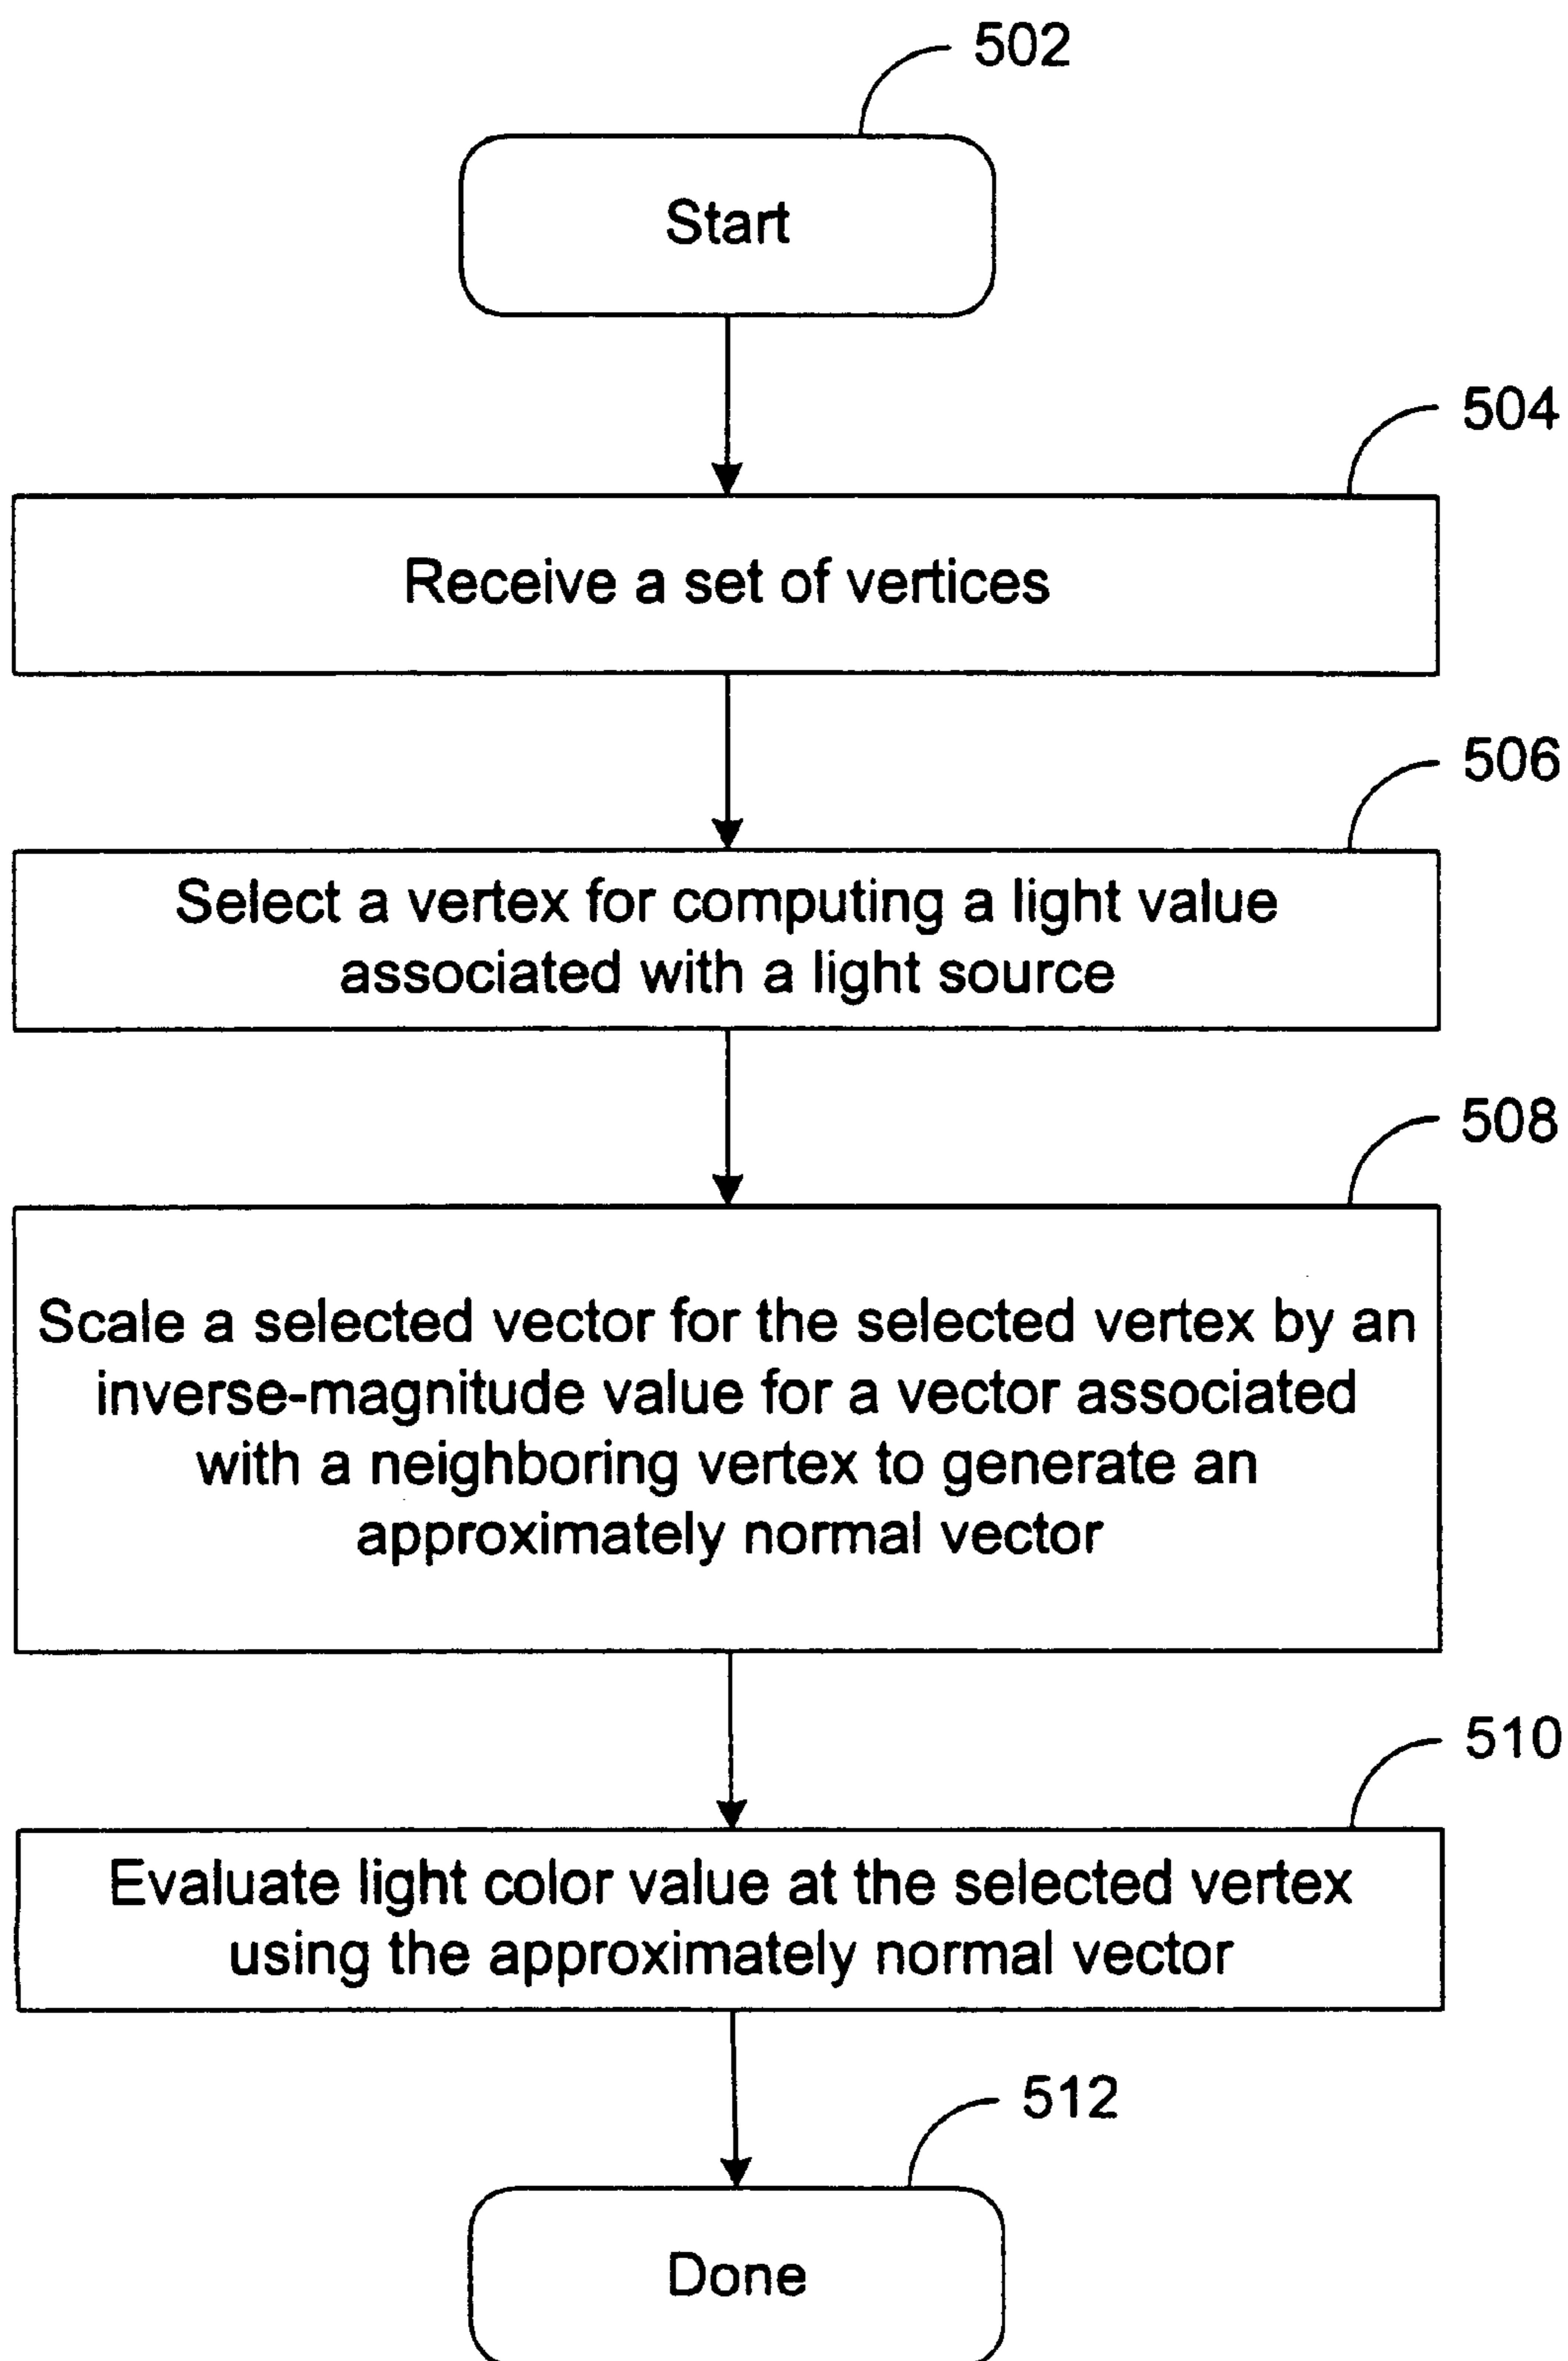 502
Start
504
Receive a set of vertices
506
Select a vertex for computing a light value
associated with a light source
508
Scale a selected vector for the selected vertex by an
inverse-magnitude value for a vector associated
with a neighboring vertex to generate an
approximately normal vector
510
Evaluate light color value at the selected vertex
using the approximately normal vector
512
Done